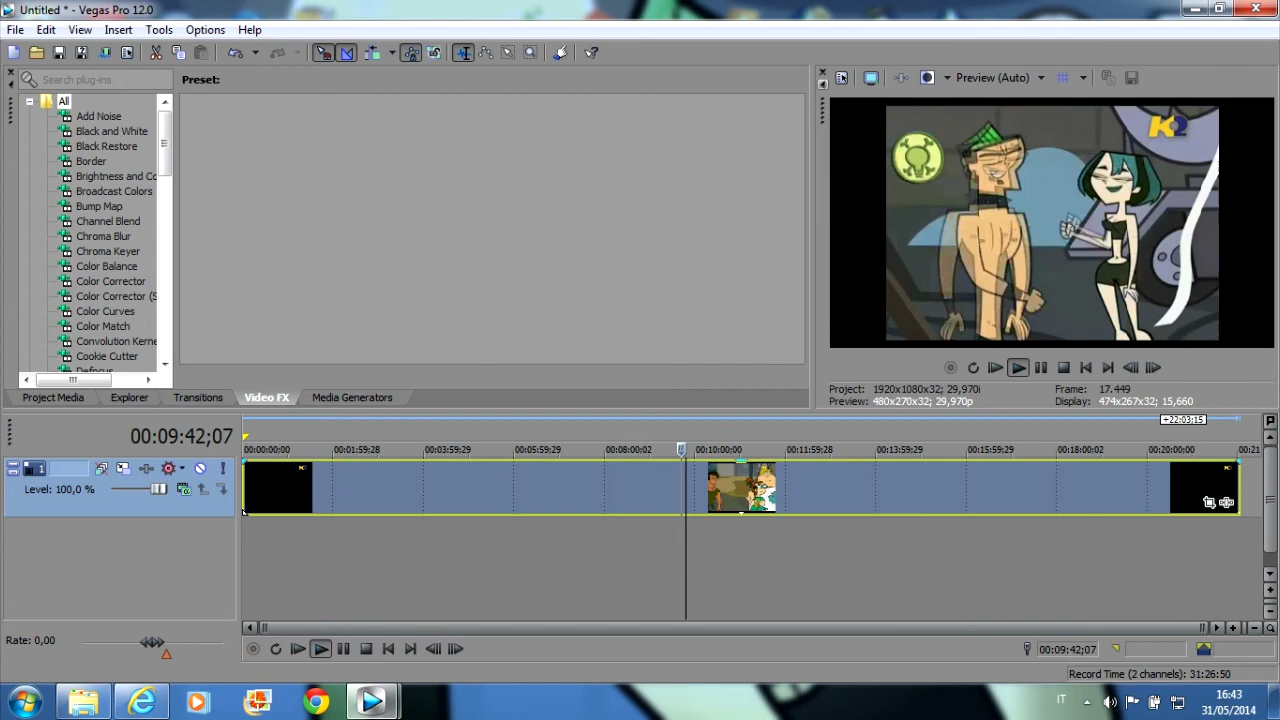 Untitled * - Vegas Pro 12.0
File Edit View Insert Tools Options Help
Search plug-ins
Preset:
Preview (Auto)
All
Add Noise
Black and White
Black Restore
Border
Brightness and Co
Broadcast Colors
Bump Map
Channel Blend
Chroma Blur
Chroma Keyer
Color Balance
Color Corrector
Color Corrector (S
Color Curves
Color Match
Convolution Kerne
Cookie Cutter
Defocus
K2
Project Media Explorer Transitions Video FX Media Generators
Project: 1920x1080x32; 29,970i
Frame: 17.449
Preview: 480x270x32; 29,970p
Display: 474x267x32; 15,660
+22:03;15
00:09:42;07
00:00:00;00 00:01:59;28 00:03:59;29 00:05:59;29 00:08:00;02 00:10:00;00 00:11:59;28 00:13:59;29 00:15:59;29 00:18:00;02 00:20:00;00 00:21
1
Level: 100,0 %
Rate: 0,00
00:09:42;07
Record Time (2 channels): 31:26:50
IT
16:43
31/05/2014